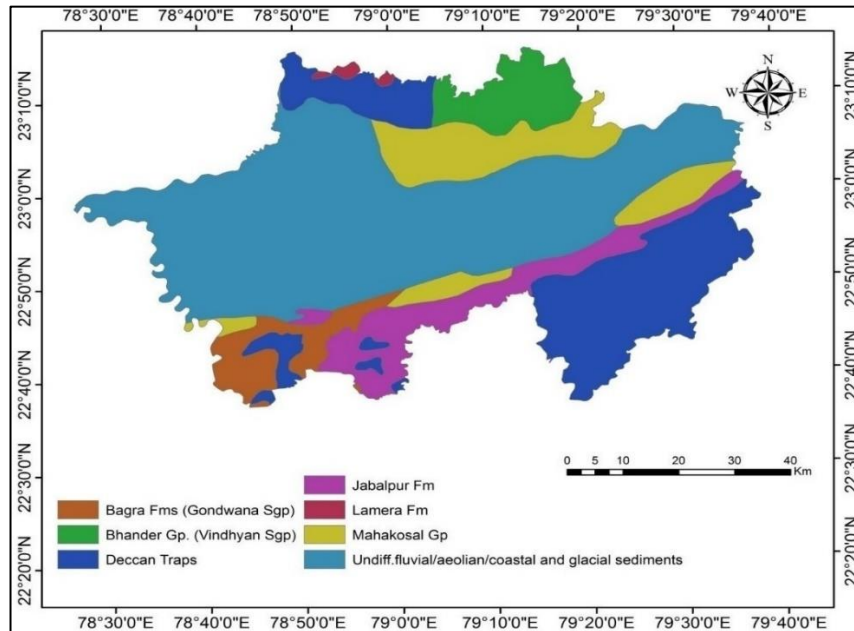 78°30'0"E 78°40'0"E 78°50'0"E 79°0'0"E 79°10'0"E 79°20'0"E 79°30'0"E 79°40'0"E
23°10'0"N
23°0'0"N
22°50'0"N
22°40'0"N
22°30'0"N
22°20'0"N
N
W E
S
23°10'0"N
23°0'0"N
22°50'0"N
22°40'0"N
22°30'0"N
22°20'0"N
0 5 10 20 30 40
Km
Bagra Fms (Gondwana Sgp)
Bhander Gp. (Vindhyan Sgp)
Deccan Traps
Jabalpur Fm
Lamera Fm
Mahakosal Gp
Undiff.fluvial/aeolian/coastal and glacial sediments
78°30'0"E 78°40'0"E 78°50'0"E 79°0'0"E 79°10'0"E 79°20'0"E 79°30'0"E 79°40'0"E